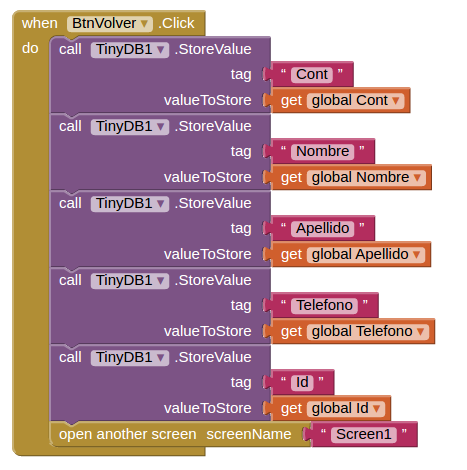 when BtnVolver .Click
do call TinyDB1 .StoreValue
tag " Cont "
valueToStore get global Cont
call TinyDB1 .StoreValue
tag " Nombre "
valueToStore get global Nombre
call TinyDB1 .StoreValue
tag " Apellido "
valueToStore get global Apellido
call TinyDB1 .StoreValue
tag " Telefono "
valueToStore get global Telefono
call TinyDB1 .StoreValue
tag " Id "
valueToStore get global Id
open another screen screenName " Screen1 "